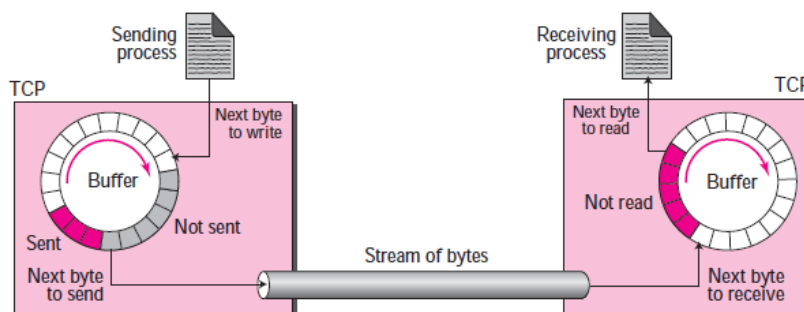 Sending
process
Receiving
process
TCP
TCP
Next byte
to write
Next byte
to read
Buffer
Buffer
Not sent
Not read
Sent
Stream of bytes
Next byte
to send
Next byte
to receive